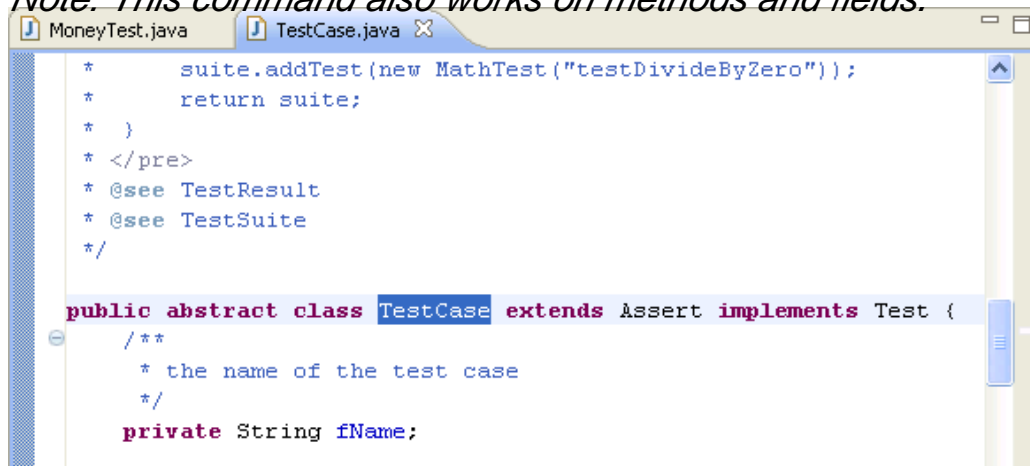 Note: This command also works on methods and fields.
MoneyTest.java TestCase.java
* suite.addTest(new MathTest("testDivideByZero"));
* return suite;
* }
* </pre>
* @see TestResult
* @see TestSuite
*/
public abstract class TestCase extends Assert implements Test {
/**
* the name of the test case
*/
private String fName;